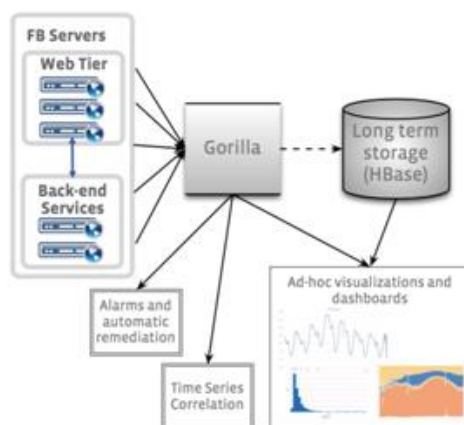 FB Servers
Web Tier
Back-end
Services
Gorilla
Long term
storage
(HBase)
Alarms and
automatic
remediation
Time Series
Correlation
Ad-hoc visualizations and
dashboards